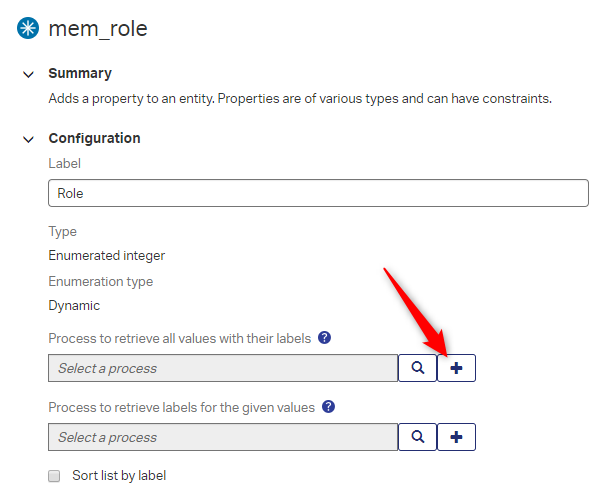 mem_role
Summary
Adds a property to an entity. Properties are of various types and can have constraints.
Configuration
Label
Role
Type
Enumerated integer
Enumeration type
Dynamic
Process to retrieve all values with their labels ?
Select a process
Process to retrieve labels for the given values ?
Select a process
Sort list by label